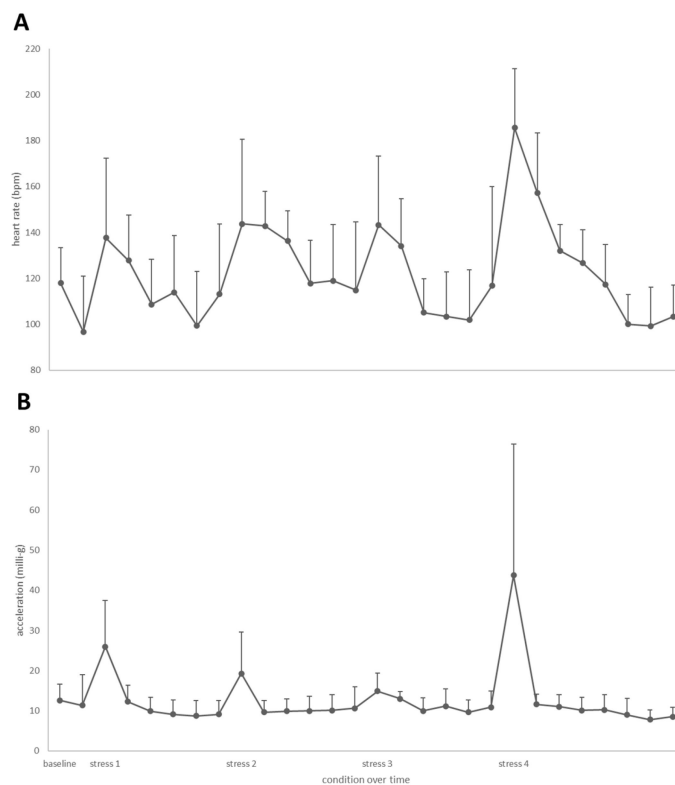 A
220
200
180
160
140
120
100
80
heart rate (bpm)
B
80
70
60
50
40
30
20
10
0
acceleration (milli-g)
baseline stress 1 stress 2 stress 3 stress 4
condition over time